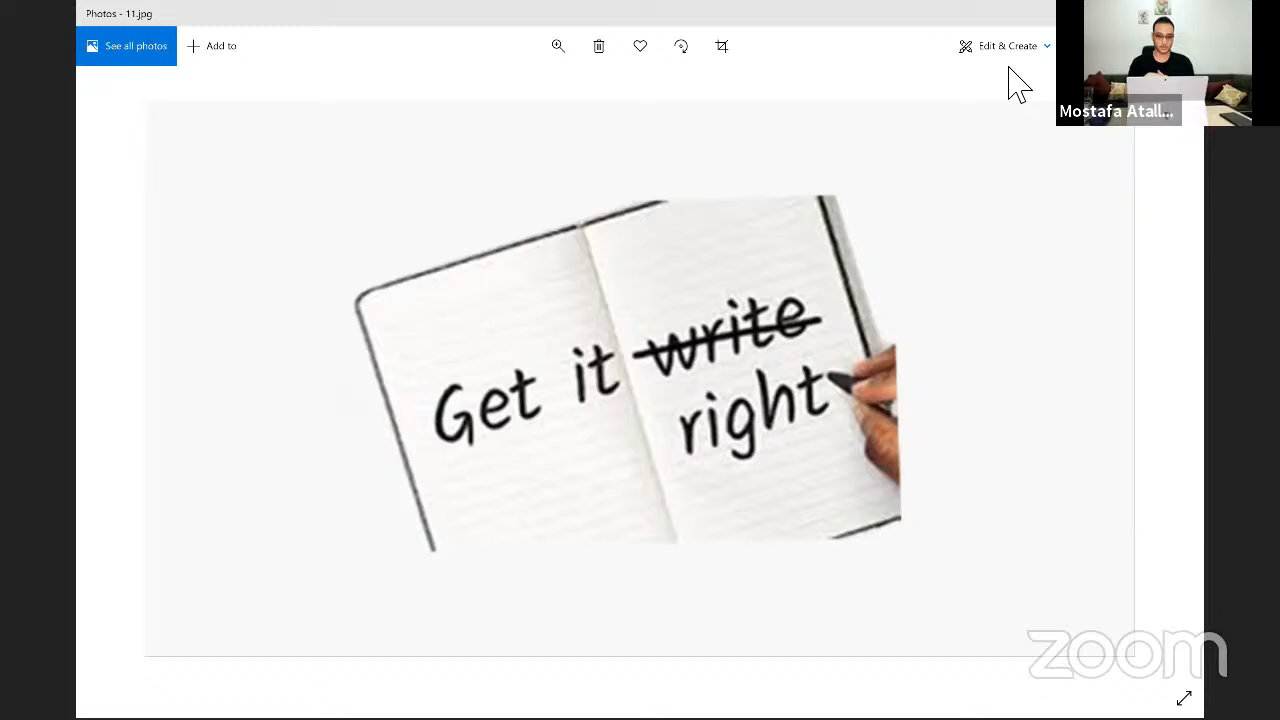 Photos - 11.jpg
See all photos
Add to
Edit & Create
Mostafa Atall...
Get it write
right
zoom